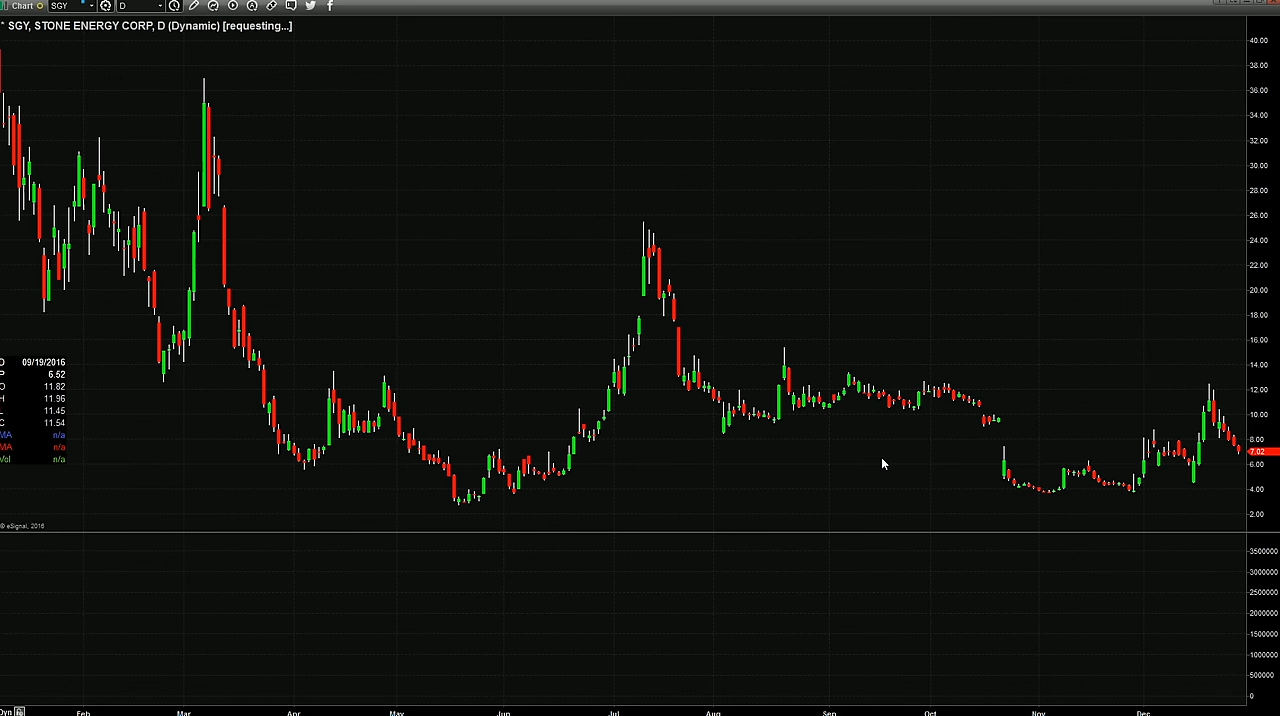 Chart SGY D
* SGY, STONE ENERGY CORP, D (Dynamic) [requesting...]
40.00
38.00
36.00
34.00
32.00
30.00
28.00
26.00
24.00
22.00
20.00
18.00
16.00
14.00
12.00
10.00
8.00
7.02
6.00
4.00
2.00
D 09/19/2016
P 6.52
O 11.82
H 11.96
L 11.45
C 11.54
MA n/a
MA n/a
Vol n/a
© eSignal, 2016
3500000
3000000
2500000
2000000
1500000
1000000
500000
0
Dyn Feb Mar Apr May Jun Jul Aug Sep Oct Nov Dec